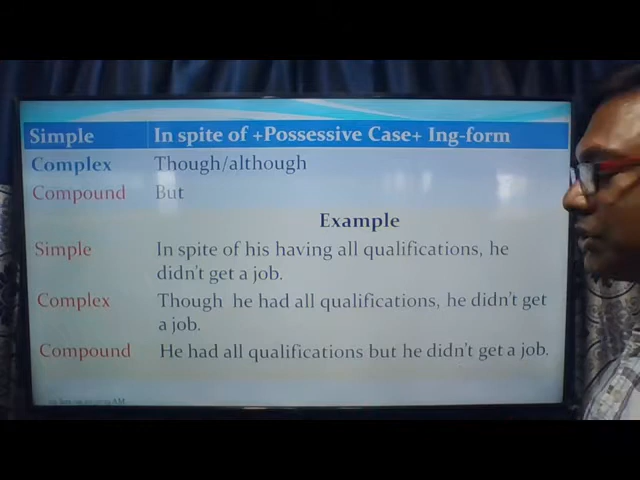 Simple In spite of +Possessive Case+ Ing-form
Complex Though/although
Compound But
Example
Simple In spite of his having all qualifications, he
didn't get a job.
Complex Though he had all qualifications, he didn't get
a job.
Compound He had all qualifications but he didn't get a job.
AM